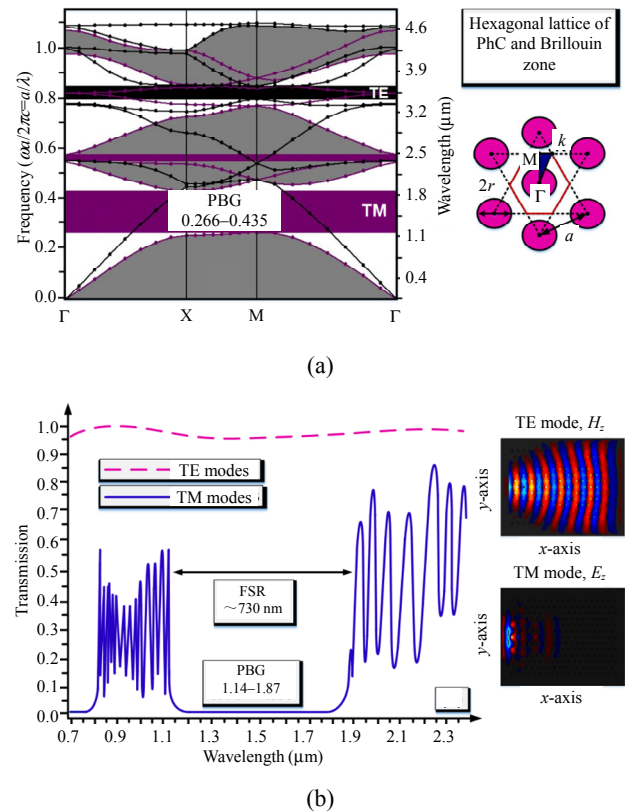 Hexagonal lattice of
PhC and Brillouin
zone
Frequency (ωa/2πc=a/λ)
1.0
0.8
0.6
0.4
0.2
0.0
TE
TM
PBG
0.266–0.435
4.6
3.9
3.2
2.5
1.8
1.1
0.4
Wavelength (μm)
Γ
X
M
Γ
k
M
Γ
2r
a
(a)
Transmission
1.0
0.9
0.8
0.7
0.6
0.5
0.4
0.3
0.2
0.1
0.0
TE modes
TM modes
FSR
~730 nm
PBG
1.14–1.87
0.7
0.9
1.1
1.3
1.5
1.7
1.9
2.1
2.3
Wavelength (μm)
TE mode, Hz
y-axis
x-axis
TM mode, Ez
y-axis
x-axis
(b)